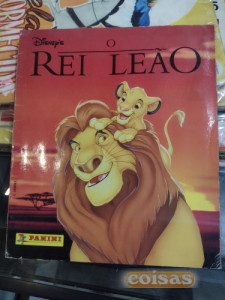 Disney's
O
REI LEÃO
PANINI
coisas